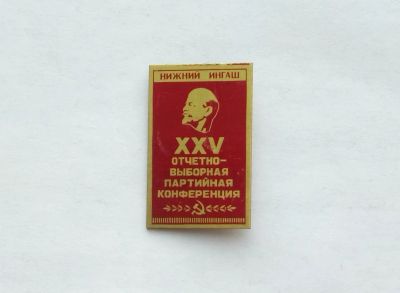 НИЖНИЙ ИНГАШ
XXV
ОТЧЕТНО-
ВЫБОРНАЯ
ПАРТИЙНАЯ
КОНФЕРЕНЦИЯ